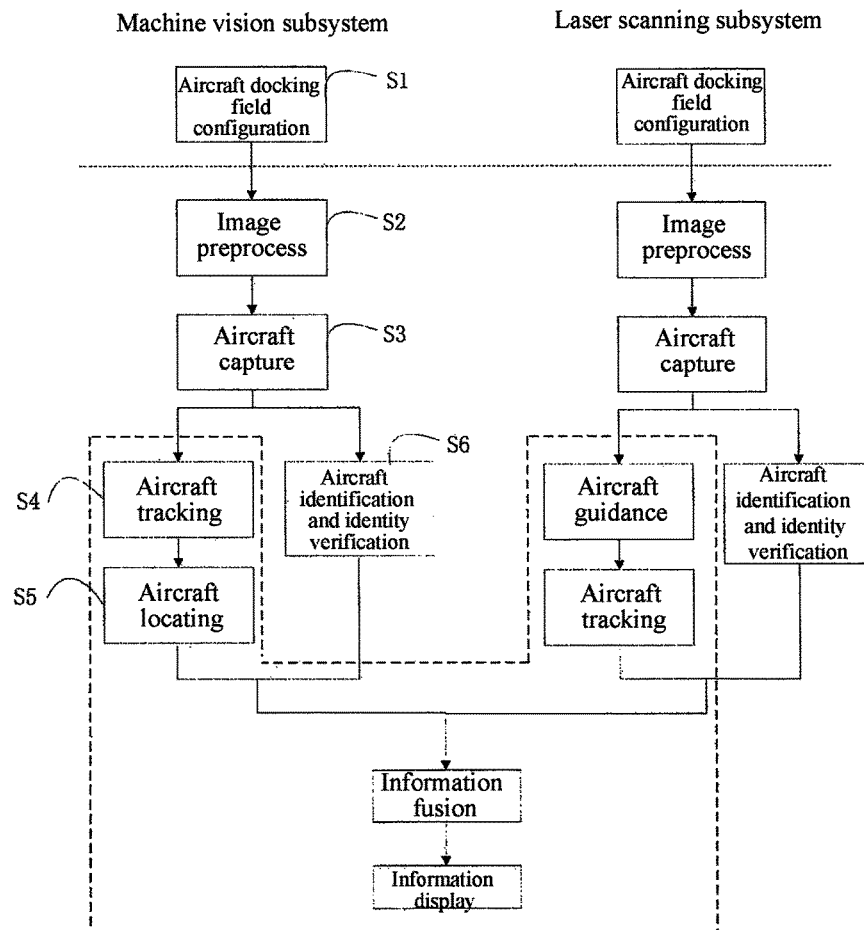 Machine vision subsystem
Laser scanning subsystem
Aircraft docking
field
configuration
S1
Aircraft docking
field
configuration
Image
preprocess
S2
Image
preprocess
Aircraft
capture
S3
Aircraft
capture
S4
Aircraft
tracking
Aircraft
identification
and identity
verification
S6
Aircraft
guidance
Aircraft
identification
and identity
verification
S5
Aircraft
locating
Aircraft
tracking
Information
fusion
Information
display